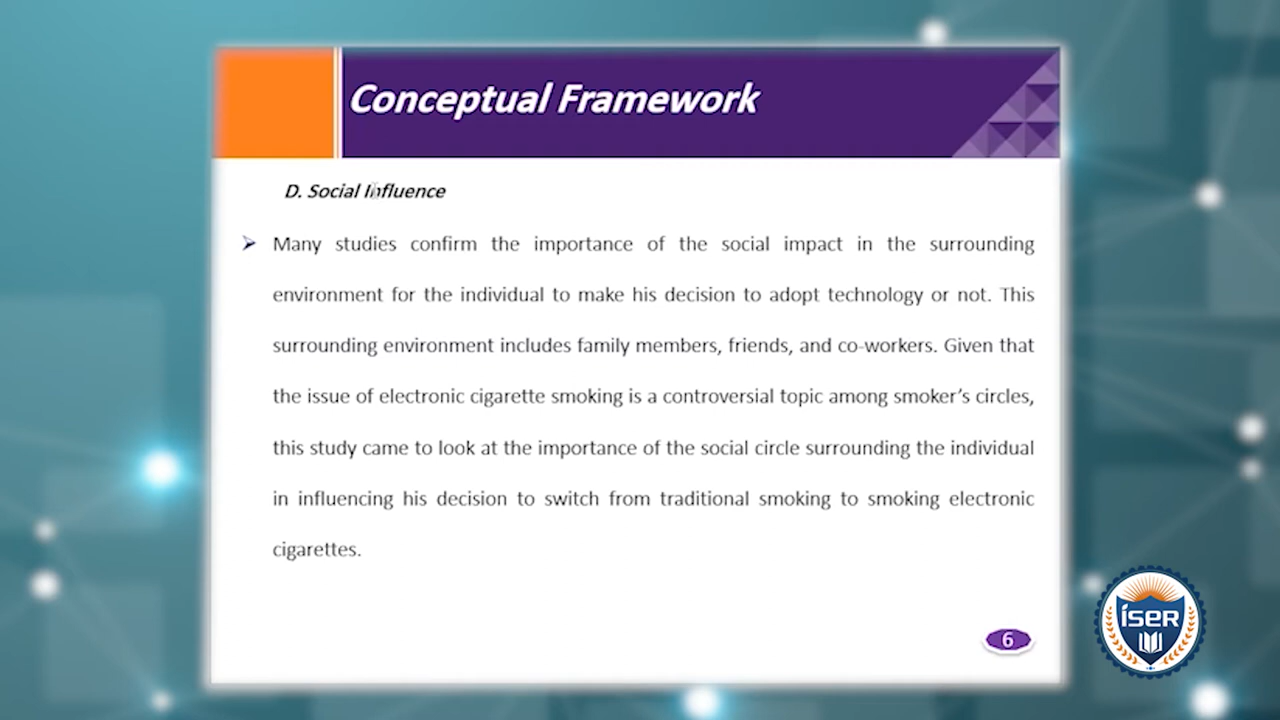 Conceptual Framework
D. Social Influence
Many studies confirm the importance of the social impact in the surrounding
environment for the individual to make his decision to adopt technology or not. This
surrounding environment includes family members, friends, and co-workers. Given that
the issue of electronic cigarette smoking is a controversial topic among smoker’s circles,
this study came to look at the importance of the social circle surrounding the individual
in influencing his decision to switch from traditional smoking to smoking electronic
cigarettes.
6
iSER